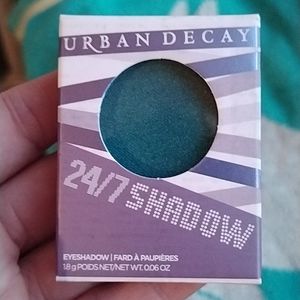 URBAN DECAY
24/7 SHADOW
EYESHADOW | FARD À PAUPIÈRES
1.8 g POIDS NET/NET WT. 0.06 OZ